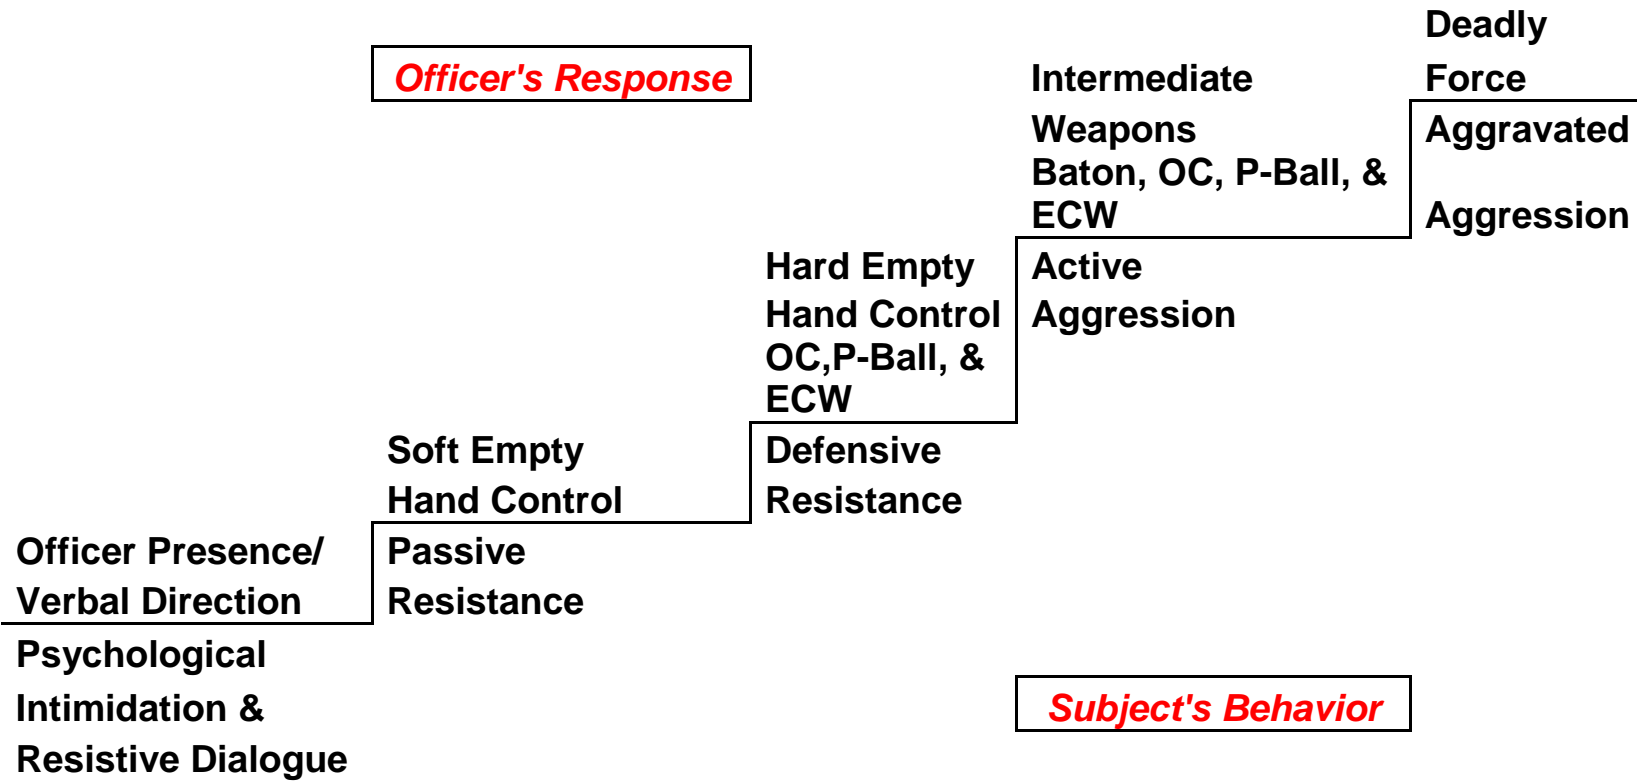 Deadly
Force
Officer's Response
Intermediate
Weapons
Baton, OC, P-Ball, &
ECW
Aggravated
Aggression
Hard Empty
Hand Control
OC,P-Ball, &
ECW
Active
Aggression
Soft Empty
Hand Control
Defensive
Resistance
Officer Presence/
Verbal Direction
Passive
Resistance
Psychological
Intimidation &
Resistive Dialogue
Subject's Behavior